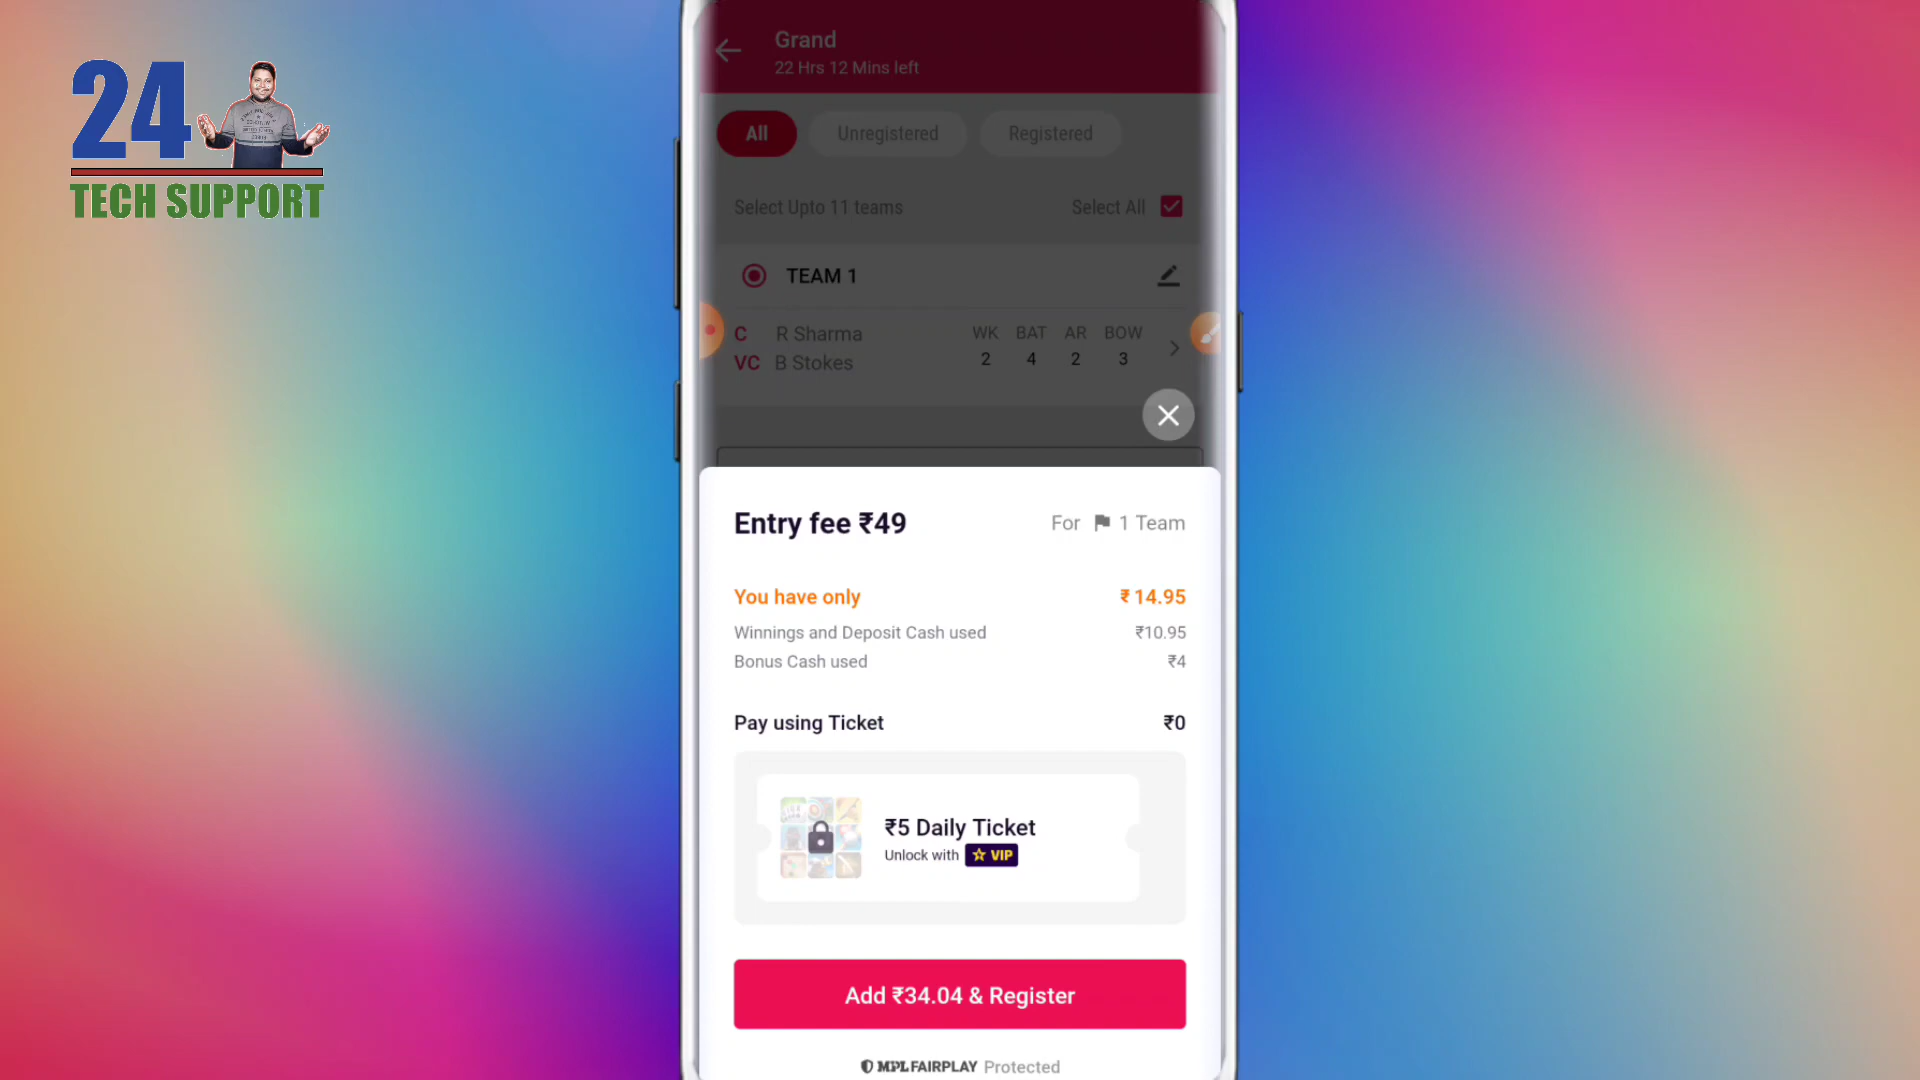 24
TECH SUPPORT
Grand
22 Hrs 12 Mins left
All Unregistered Registered
Select Upto 11 teams Select All
TEAM 1
C R Sharma
VC B Stokes
WK BAT AR BOW
2 4 2 3
Entry fee ₹49 For 1 Team
You have only ₹ 14.95
Winnings and Deposit Cash used ₹10.95
Bonus Cash used ₹4
Pay using Ticket ₹0
₹5 Daily Ticket
Unlock with VIP
Add ₹34.04 & Register
MPL FAIRPLAY Protected